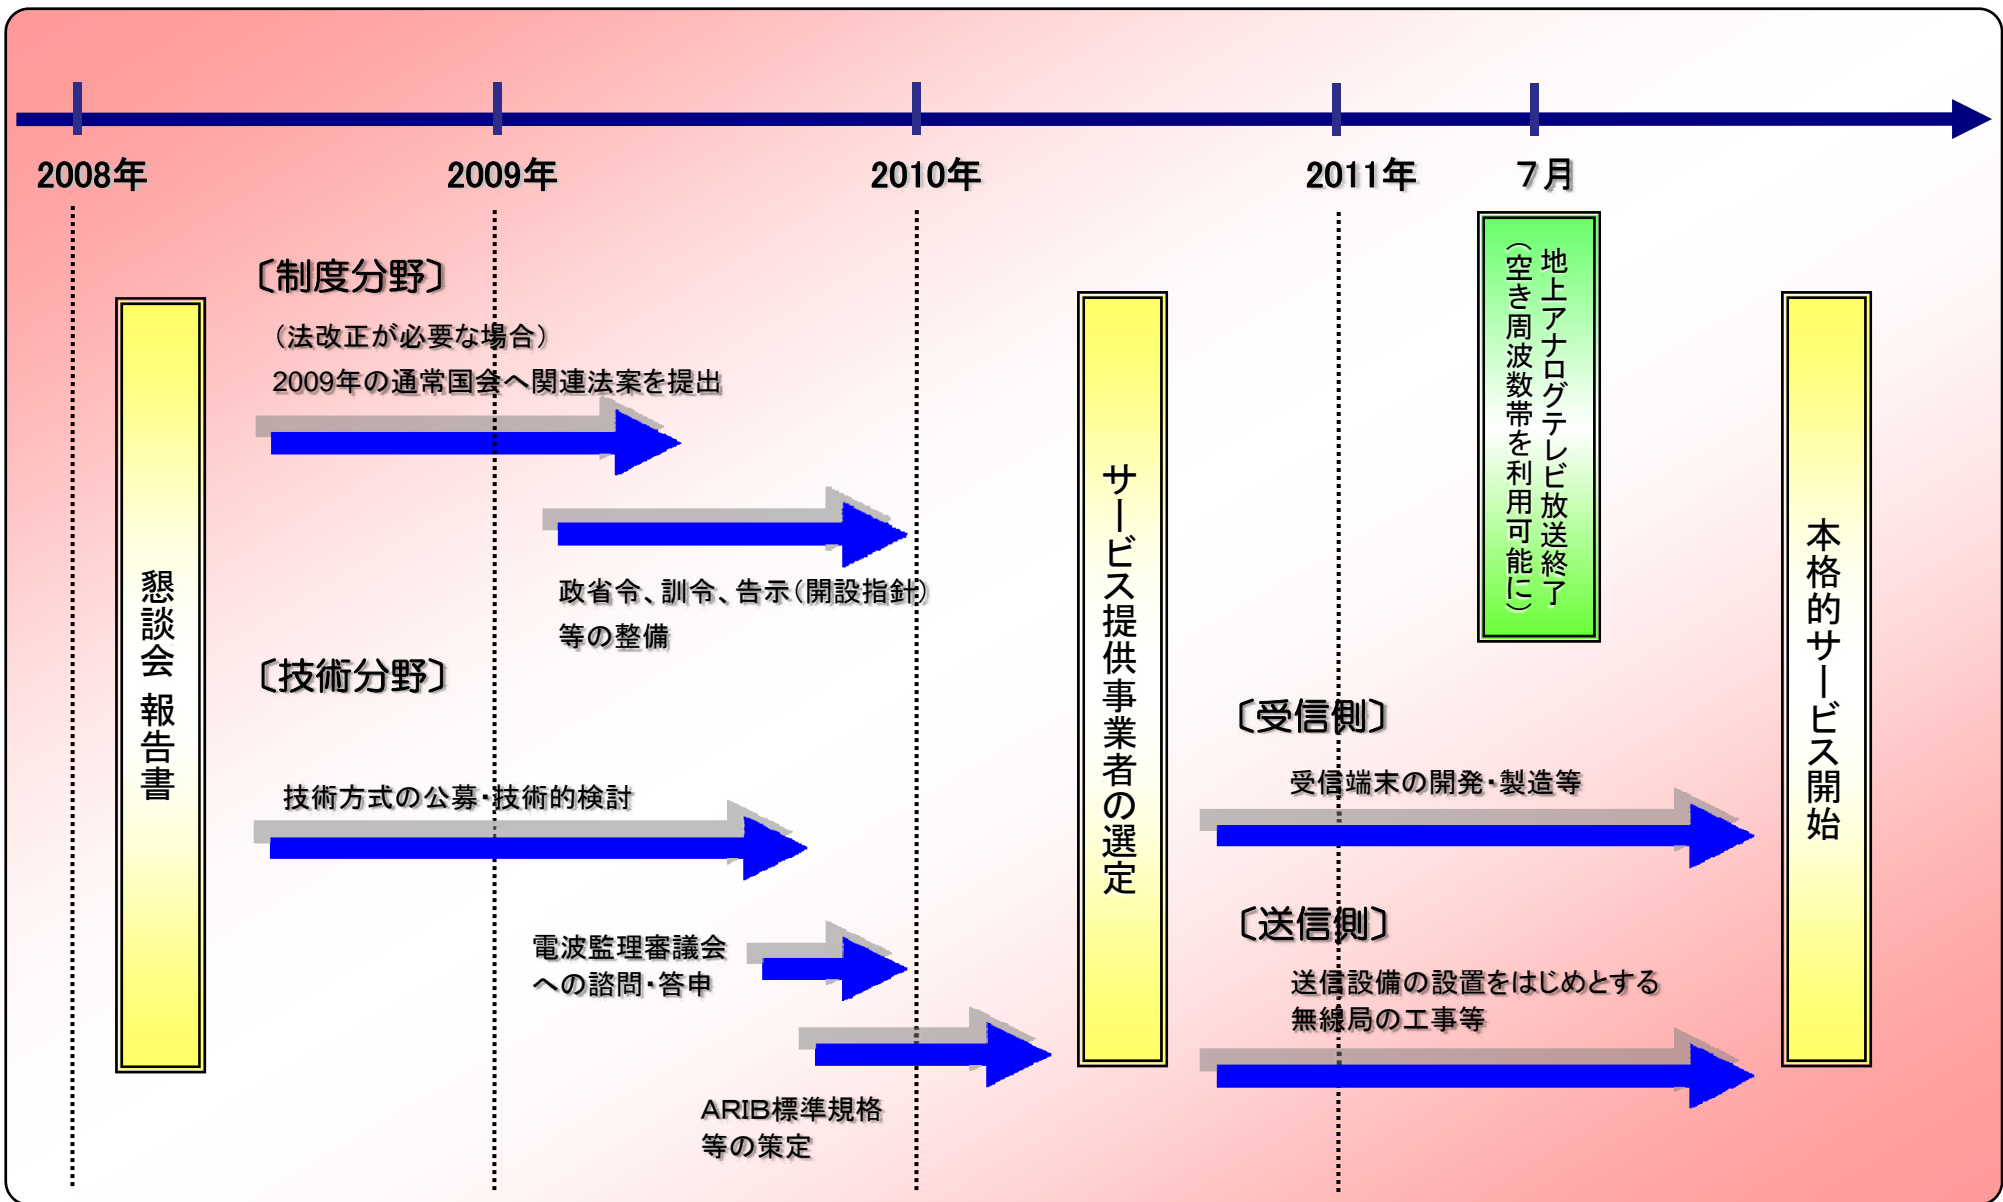 2008年
2009年
2010年
2011年
７月
懇談会 報告書
〔制度分野〕
（法改正が必要な場合）
2009年の通常国会へ関連法案を提出
政省令、訓令、告示（開設指針）
等の整備
〔技術分野〕
技術方式の公募・技術的検討
電波監理審議会
への諮問・答申
ARIB標準規格
等の策定
サービス提供事業者の選定
地上アナログテレビ放送終了
（空き周波数帯を利用可能に）
〔受信側〕
受信端末の開発・製造等
〔送信側〕
送信設備の設置をはじめとする
無線局の工事等
本格的サービス開始